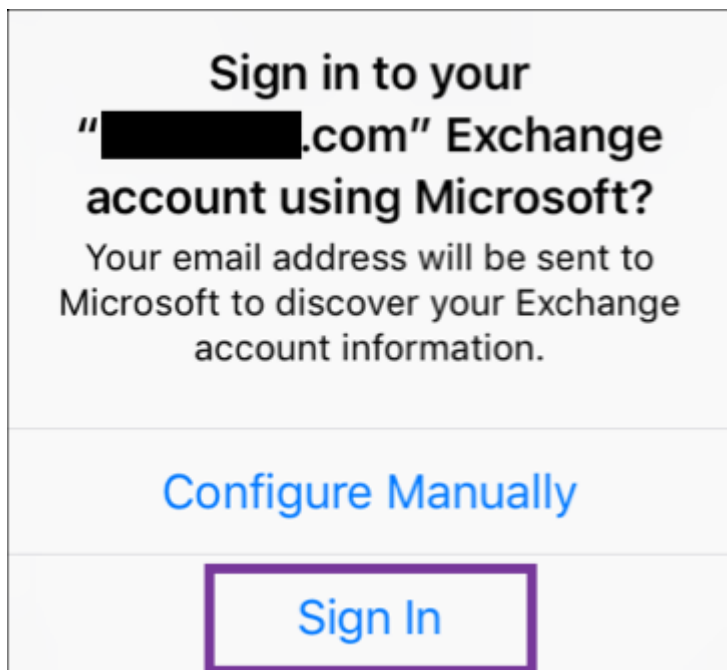 Sign in to your
“.com” Exchange
account using Microsoft?
Your email address will be sent to
Microsoft to discover your Exchange
account information.
Configure Manually
Sign In